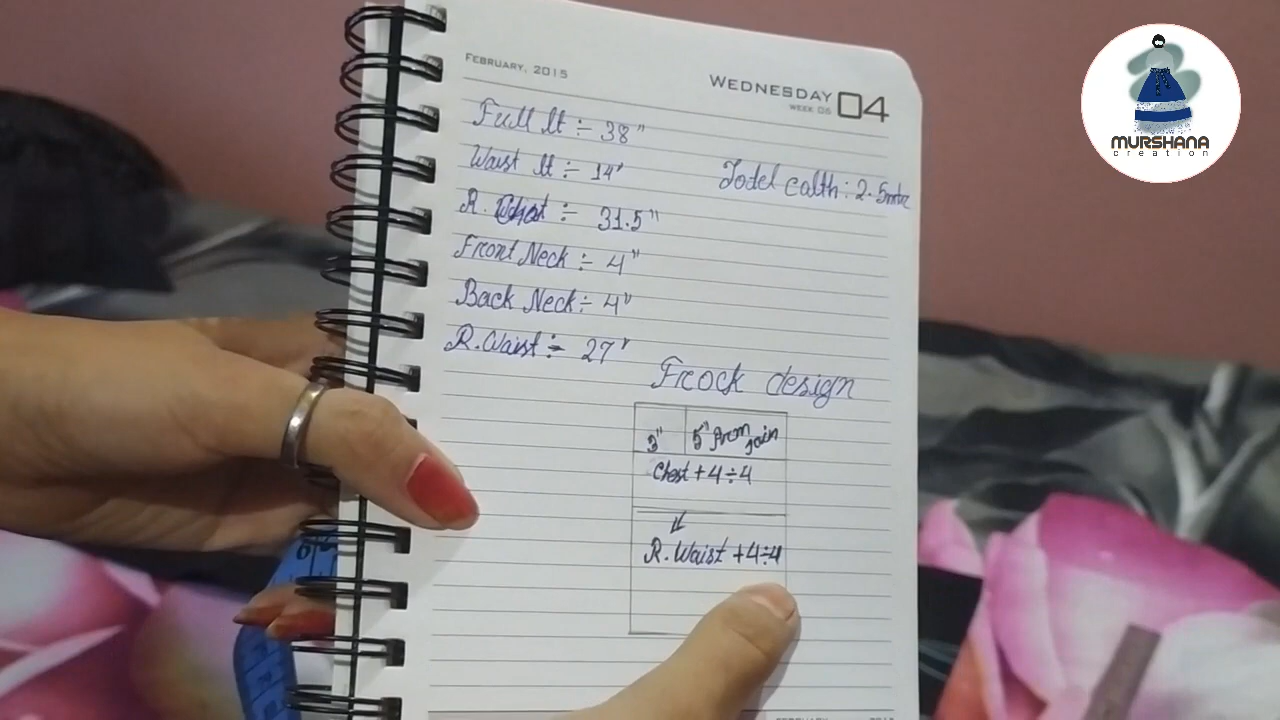 FEBRUARY, 2015
WEDNESDAY 04
WEEK 06
Full lt :- 38"
Waist lt :- 14"
Todel calth : 2.5mtr
R. Chest :- 31.5"
Front Neck :- 4"
Back Neck :- 4"
R. Waist :- 27"
Frock design
3" 5" Arm join
Chest + 4 ÷ 4
R. Waist + 4 ÷ 4
MURSHANA
creation